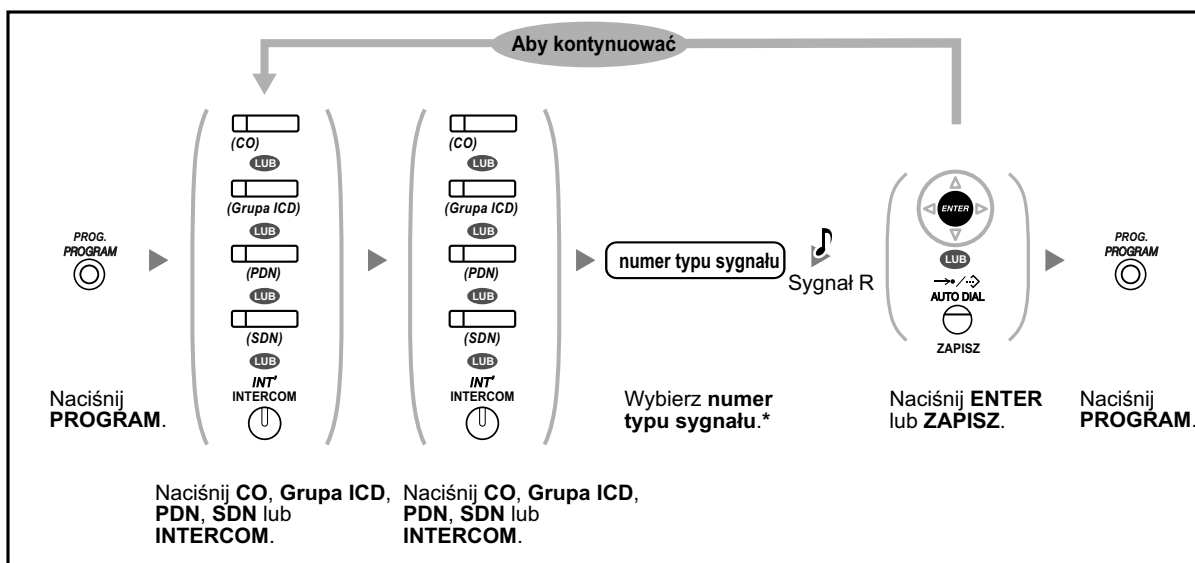 Aby kontynuować
PROG.
PROGRAM
(CO)
LUB
(Grupa ICD)
LUB
(PDN)
LUB
(SDN)
LUB
INT'
INTERCOM
(CO)
LUB
(Grupa ICD)
LUB
(PDN)
LUB
(SDN)
LUB
INT'
INTERCOM
numer typu sygnału
Sygnał R
ENTER
LUB
AUTO DIAL
ZAPISZ
PROG.
PROGRAM
Naciśnij
PROGRAM.
Naciśnij CO, Grupa ICD,
PDN, SDN lub
INTERCOM.
Naciśnij CO, Grupa ICD,
PDN, SDN lub
INTERCOM.
Wybierz numer
typu sygnału.*
Naciśnij ENTER
lub ZAPISZ.
Naciśnij
PROGRAM.